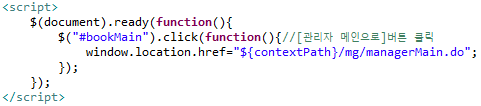 <script>
$(document).ready(function(){
$("#bookMain").click(function(){//[관리자 메인으로]버튼 클릭
window.location.href="${contextPath}/mg/managerMain.do";
});
});
</script>